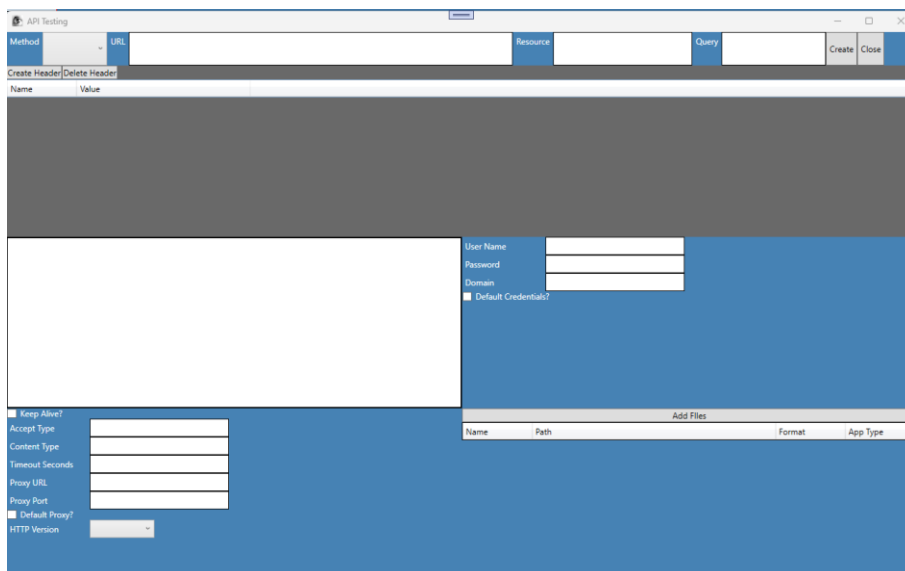 API Testing
Method URL Resource Query Create Close
Create Header Delete Header
Name Value
User Name
Password
Domain
Default Credentials?
Keep Alive?
Accept Type
Content Type
Timeout Seconds
Proxy URL
Proxy Port
Default Proxy?
HTTP Version
Add FIles
Name Path Format App Type